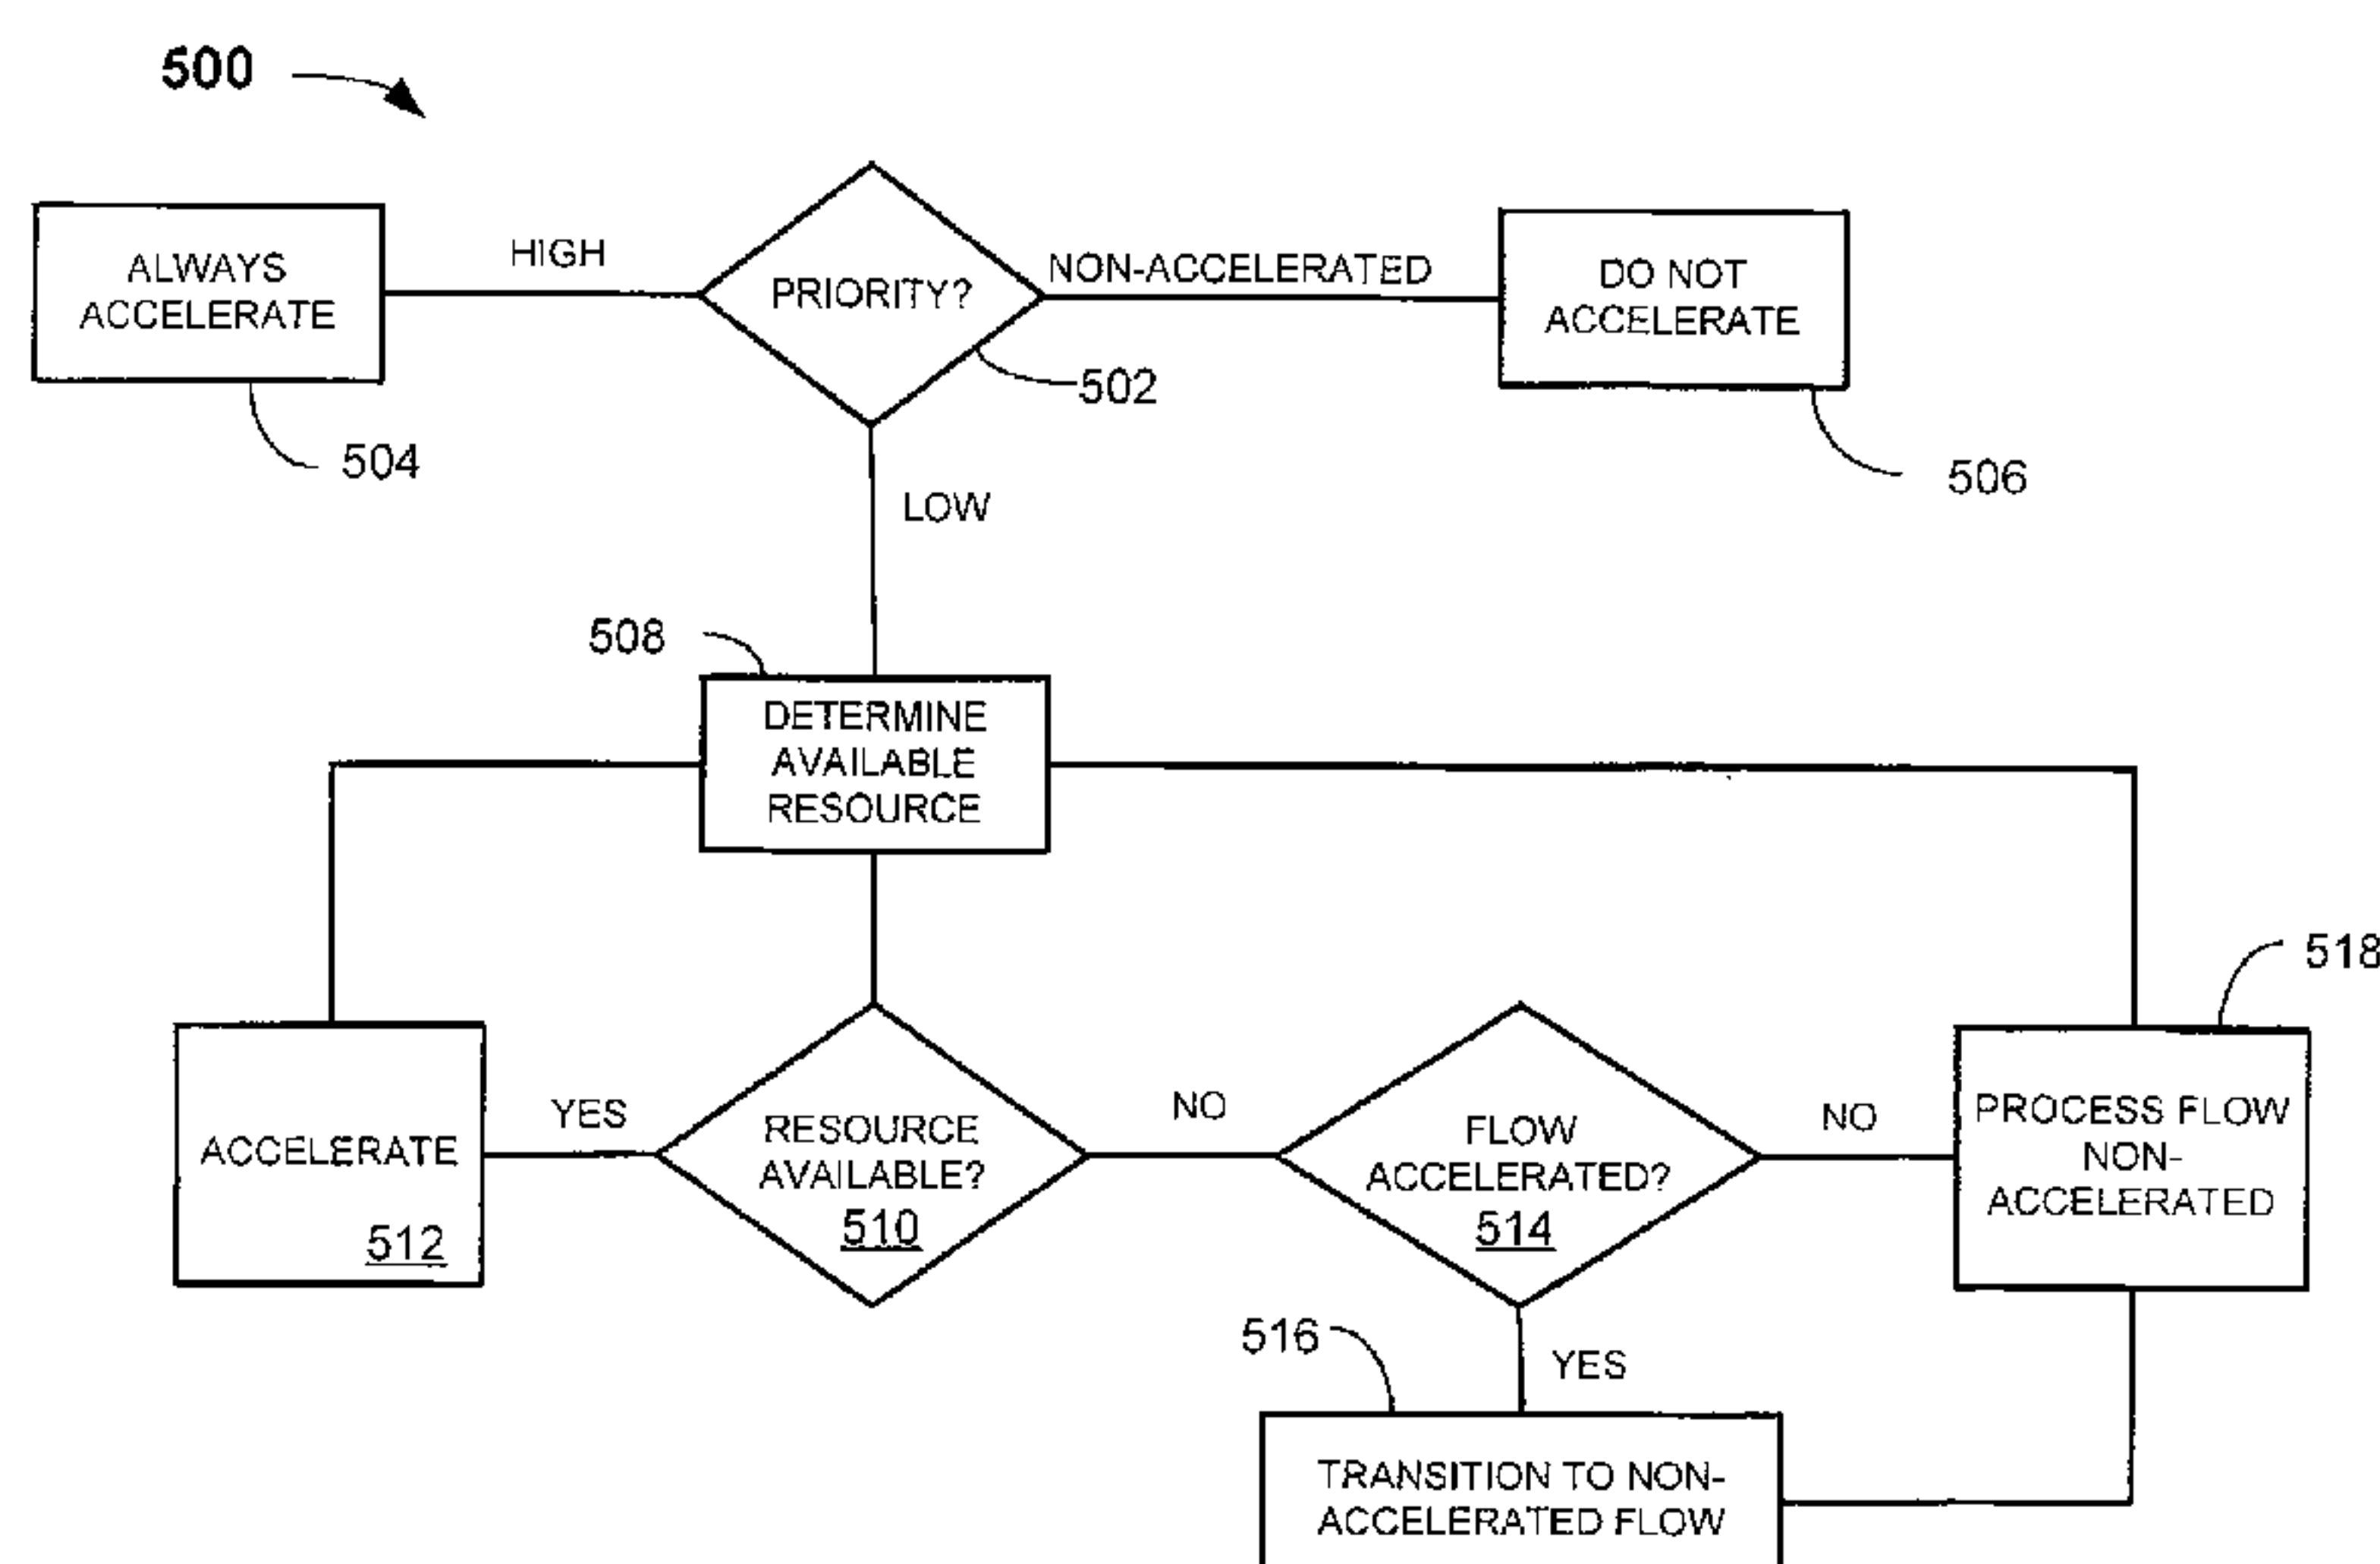 500
ALWAYS
ACCELERATE
504
HIGH
PRIORITY?
502
NON-ACCELERATED
DO NOT
ACCELERATE
506
LOW
508
DETERMINE
AVAILABLE
RESOURCE
ACCELERATE
512
YES
RESOURCE
AVAILABLE?
510
NO
FLOW
ACCELERATED?
514
NO
518
PROCESS FLOW
NON-
ACCELERATED
516
YES
TRANSITION TO NON-
ACCELERATED FLOW